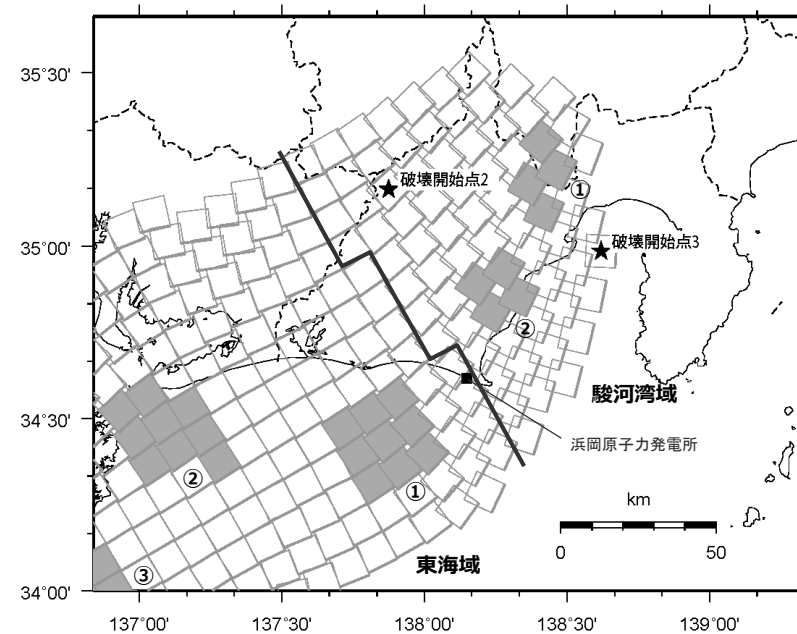 35°30'
破壊開始点2
①
35°00'
破壊開始点3
②
駿河湾域
34°30'
浜岡原子力発電所
②
①
km
0
50
東海域
③
34°00'
137°00'
137°30'
138°00'
138°30'
139°00'